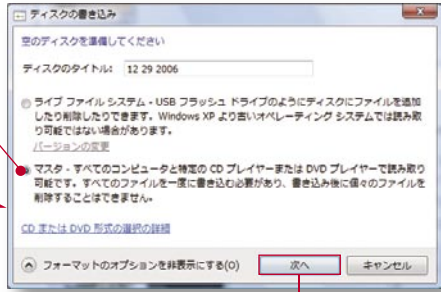 ディスクの書き込み
空のディスクを準備してください
ディスクのタイトル: 12 29 2006
ライブ ファイル システム - USB フラッシュ ドライブのようにディスクにファイルを追加
したり削除したりできます。Windows XP より古いオペレーティング システムでは読み取
り可能ではない場合があります。
バージョンの変更
マスタ - すべてのコンピュータと特定の CD プレイヤーまたは DVD プレイヤーで読み取り
可能です。すべてのファイルを一度に書き込む必要があり、書き込み後に個々のファイルを
削除することはできません。
CD または DVD 形式の選択の詳細
フォーマットのオプションを非表示にする(O)
次へ
キャンセル